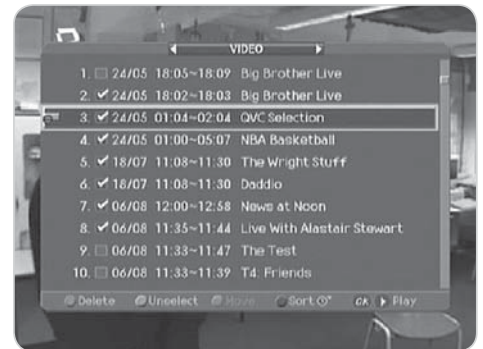 VIDEO
1. 24/05 18:05~18:09 Big Brother Live
2. 24/05 18:02~18:03 Big Brother Live
3. 24/05 01:04~02:04 QVC Selection
4. 24/05 01:00~05:07 NBA Basketball
5. 18/07 11:08~11:30 The Wright Stuff
6. 18/07 11:08~11:30 Daddio
7. 06/08 12:00~12:58 News at Noon
8. 06/08 11:35~11:44 Live With Alastair Stewart
9. 06/08 11:33~11:47 The Test
10. 06/08 11:33~11:39 T4: Friends
Delete Unselect Move Sort OK Play